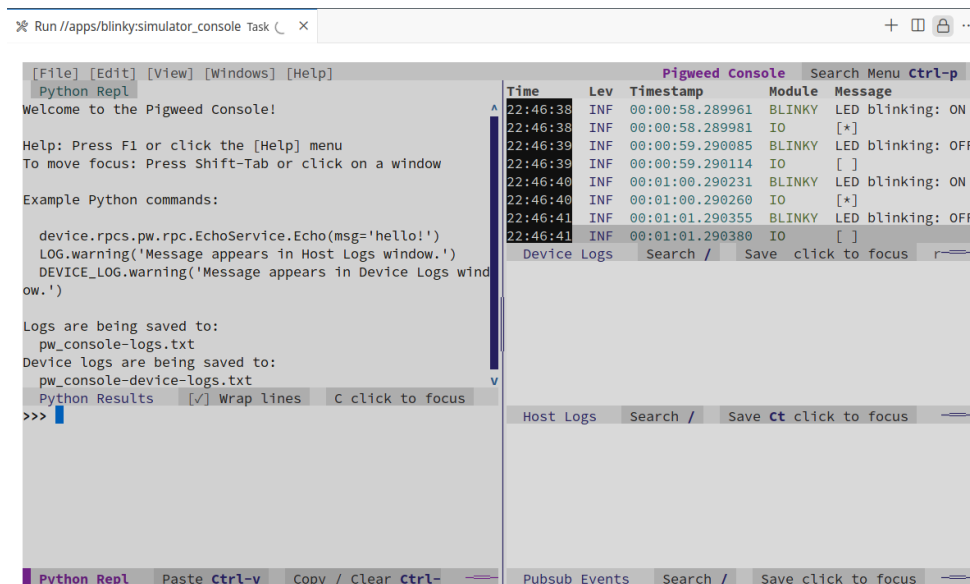 Run //apps/blinky:simulator_console Task
[File] [Edit] [View] [Windows] [Help]
Pigweed Console Search Menu Ctrl-p
Python Repl
Welcome to the Pigweed Console!
Help: Press F1 or click the [Help] menu
To move focus: Press Shift-Tab or click on a window
Example Python commands:
device.rpcs.pw.rpc.EchoService.Echo(msg='hello!')
LOG.warning('Message appears in Host Logs window.')
DEVICE_LOG.warning('Message appears in Device Logs wind
ow.')
Logs are being saved to:
pw_console-logs.txt
Device logs are being saved to:
pw_console-device-logs.txt
Python Results [✓] Wrap lines C click to focus
>>>
Python Repl Paste Ctrl-v Copy / Clear Ctrl-
Time Lev Timestamp Module Message
22:46:38 INF 00:00:58.289961 BLINKY LED blinking: ON
22:46:38 INF 00:00:58.289981 IO [*]
22:46:39 INF 00:00:59.290085 BLINKY LED blinking: OFF
22:46:39 INF 00:00:59.290114 IO [ ]
22:46:40 INF 00:01:00.290231 BLINKY LED blinking: ON
22:46:40 INF 00:01:00.290260 IO [*]
22:46:41 INF 00:01:01.290355 BLINKY LED blinking: OFF
22:46:41 INF 00:01:01.290380 IO [ ]
Device Logs Search / Save click to focus r
Host Logs Search / Save Ct click to focus
Pubsub Events Search / Save click to focus